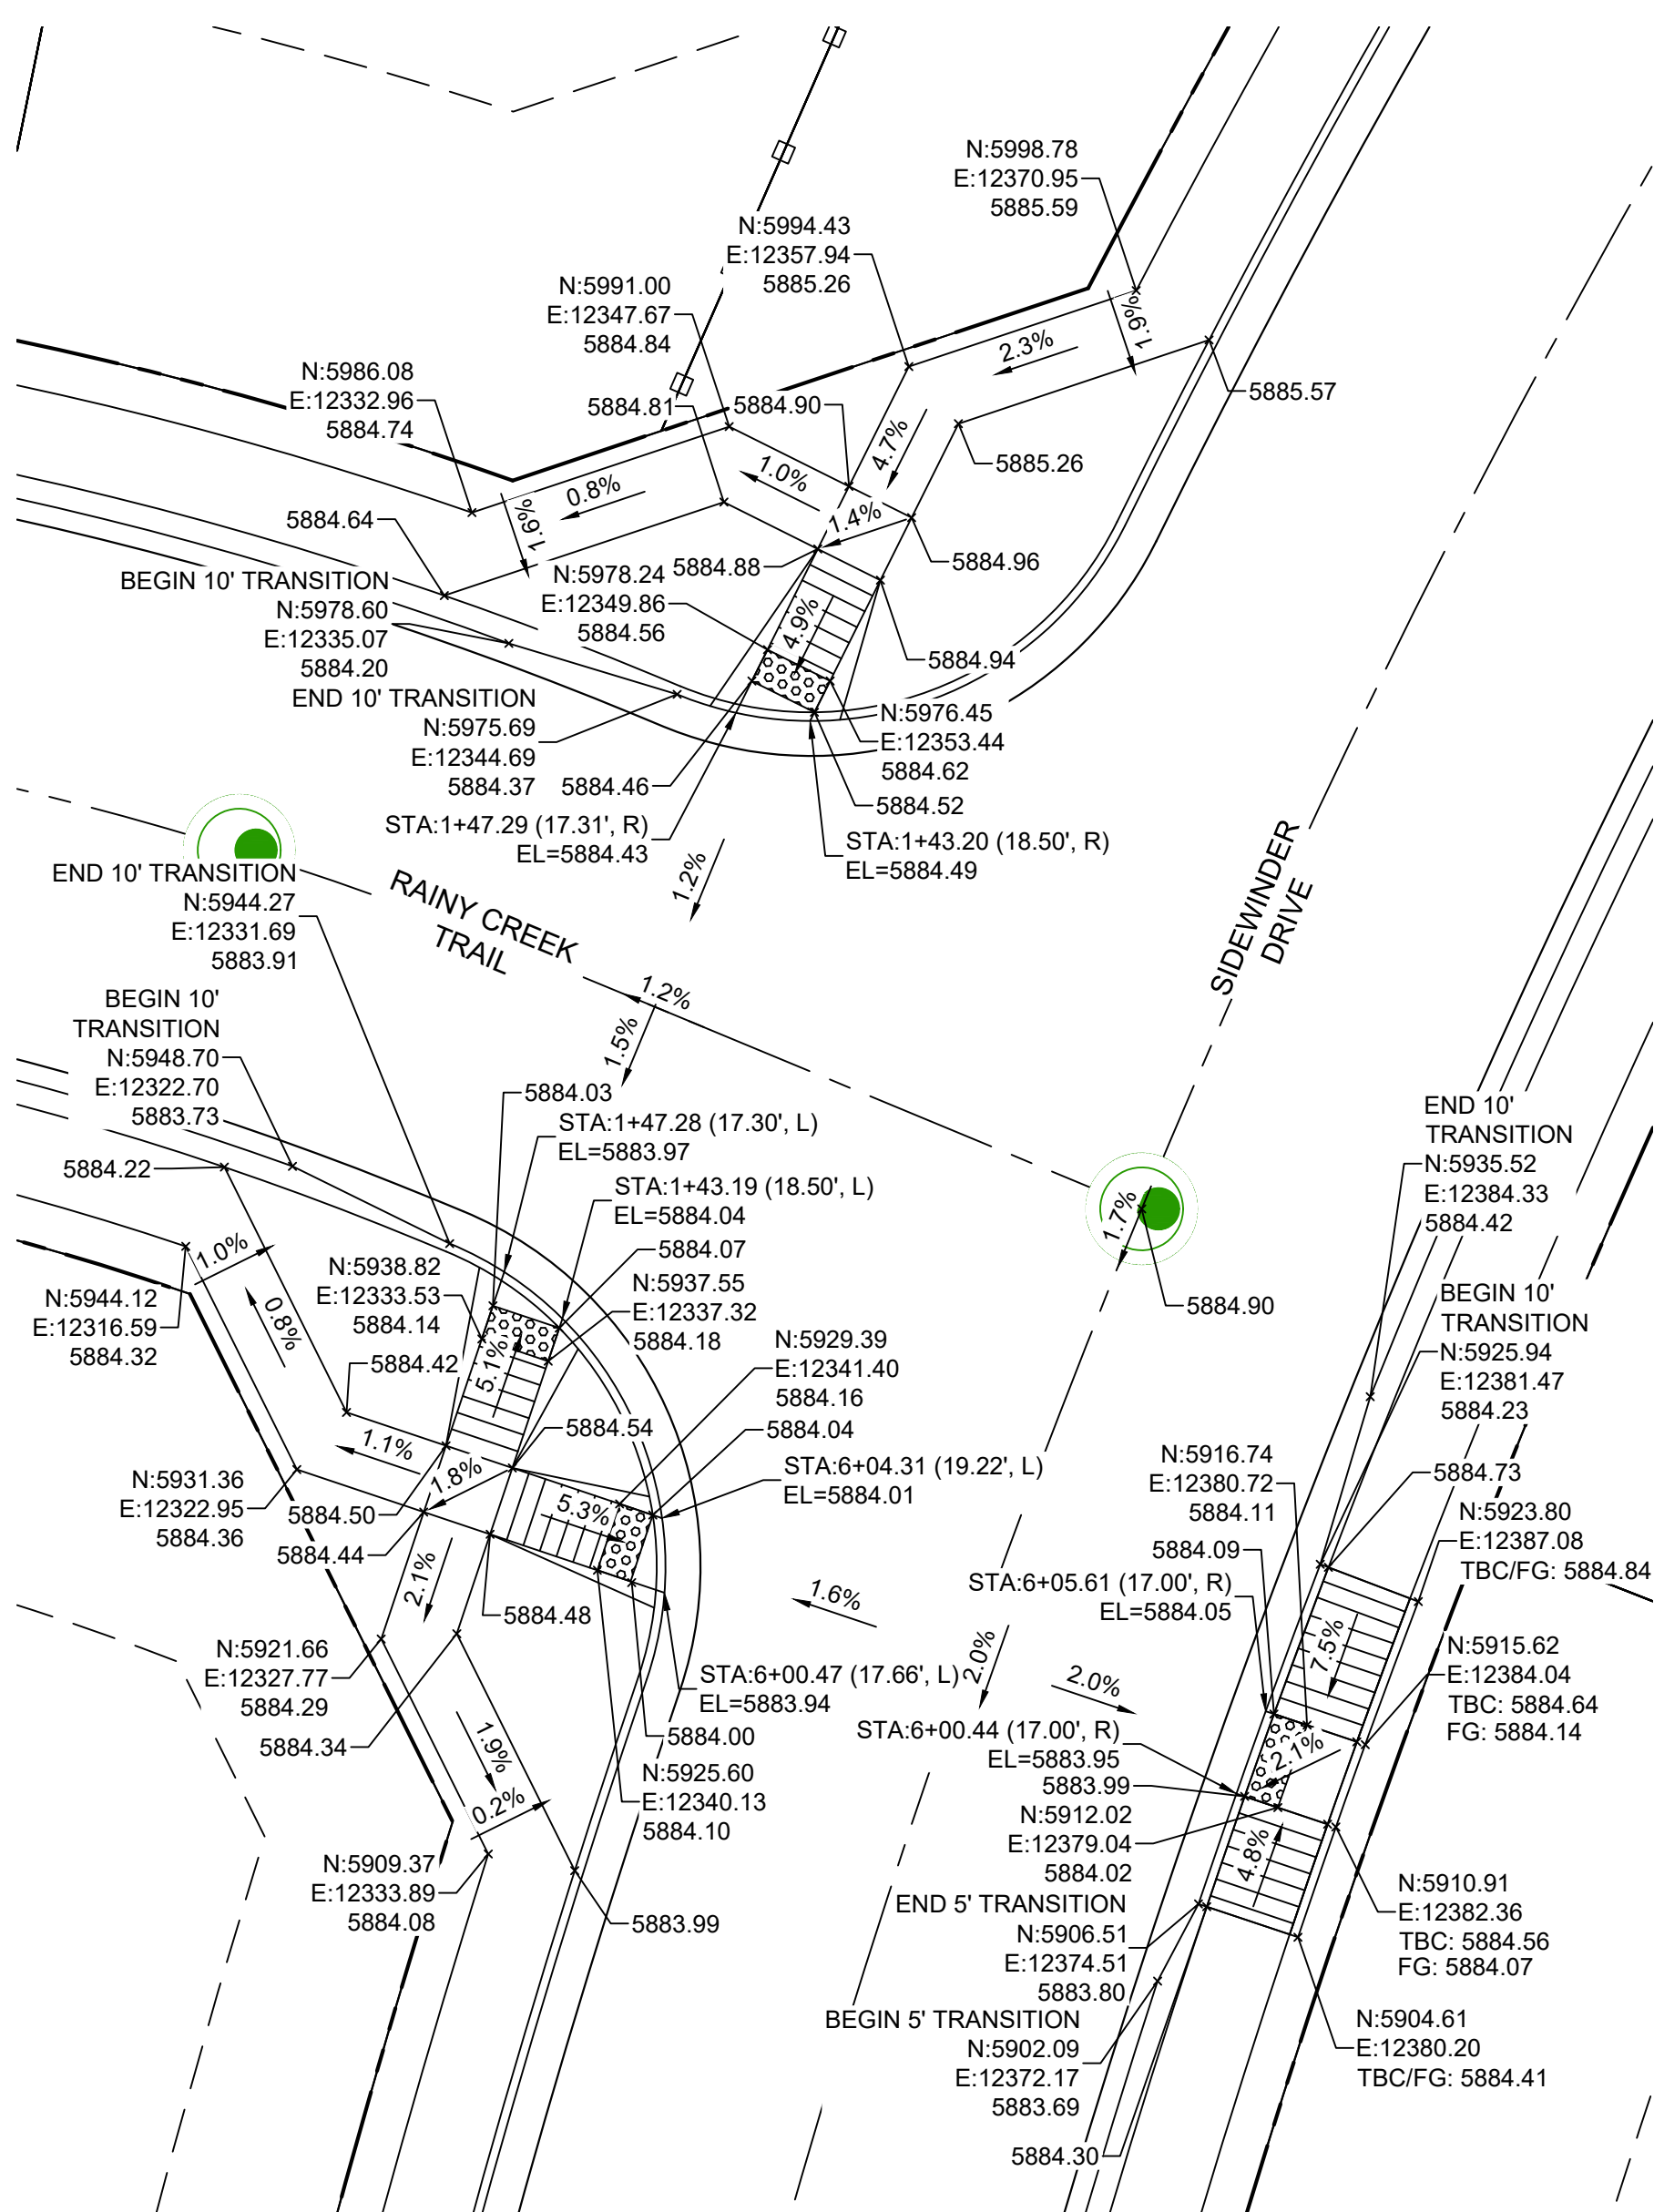 N:5998.78
E:12370.95
5885.59
N:5994.43
E:12357.94
5885.26
N:5991.00
E:12347.67
5884.84
1.9%
2.3%
N:5986.08
E:12332.96
5884.74
5884.81
5884.90
5885.57
4.7%
5885.26
1.0%
0.8%
1.6%
1.4%
5884.64
5884.88
5884.96
BEGIN 10' TRANSITION
N:5978.60
E:12335.07
5884.20
N:5978.24
E:12349.86
5884.56
4.9%
5884.94
END 10' TRANSITION
N:5975.69
E:12344.69
5884.37
5884.46
N:5976.45
E:12353.44
5884.62
5884.52
STA:1+47.29 (17.31', R)
EL=5884.43
STA:1+43.20 (18.50', R)
EL=5884.49
1.2%
END 10' TRANSITION
N:5944.27
E:12331.69
5883.91
RAINY CREEK
TRAIL
SIDEWINDER
DRIVE
1.2%
1.5%
BEGIN 10'
TRANSITION
N:5948.70
E:12322.70
5883.73
5884.22
5884.03
STA:1+47.28 (17.30', L)
EL=5883.97
STA:1+43.19 (18.50', L)
EL=5884.04
5884.07
N:5937.55
E:12337.32
5884.18
1.7%
5884.90
END 10'
TRANSITION
N:5935.52
E:12384.33
5884.42
1.0%
0.8%
N:5944.12
E:12316.59
5884.32
N:5938.82
E:12333.53
5884.14
5884.42
5.1%
N:5929.39
E:12341.40
5884.16
BEGIN 10'
TRANSITION
N:5925.94
E:12381.47
5884.23
5884.54
5884.04
1.1%
1.8%
STA:6+04.31 (19.22', L)
EL=5884.01
N:5931.36
E:12322.95
5884.36
5884.50
5884.44
5.3%
N:5916.74
E:12380.72
5884.11
5884.73
N:5923.80
E:12387.08
TBC/FG: 5884.84
5884.09
STA:6+05.61 (17.00', R)
EL=5884.05
2.1%
5884.48
1.6%
2.0%
2.0%
7.5%
N:5921.66
E:12327.77
5884.29
STA:6+00.47 (17.66', L)
EL=5883.94
5884.00
N:5915.62
E:12384.04
TBC: 5884.64
FG: 5884.14
5884.34
1.9%
0.2%
STA:6+00.44 (17.00', R)
EL=5883.95
5883.99
2.1%
N:5925.60
E:12340.13
5884.10
N:5912.02
E:12379.04
5884.02
4.8%
N:5909.37
E:12333.89
5884.08
5883.99
N:5910.91
E:12382.36
TBC: 5884.56
FG: 5884.07
END 5' TRANSITION
N:5906.51
E:12374.51
5883.80
BEGIN 5' TRANSITION
N:5902.09
E:12372.17
5883.69
N:5904.61
E:12380.20
TBC/FG: 5884.41
5884.30